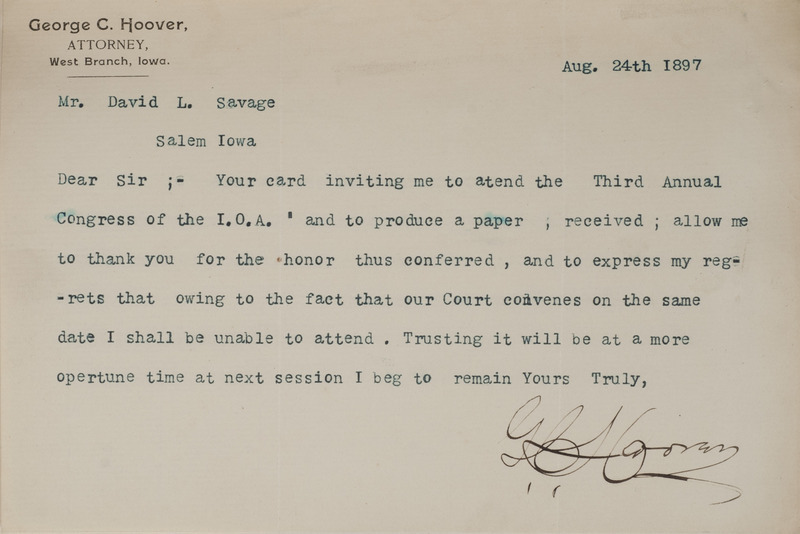 George C. Hoover,
ATTORNEY,
West Branch, Iowa.
Aug. 24th 1897
Mr. David L. Savage
Salem Iowa
Dear Sir ;- Your card inviting me to atend the Third Annual
Congress of the I.O.A. " and to produce a paper ; received ; allow me
to thank you for the honor thus conferred , and to express my reg-
-rets that owing to the fact that our Court convenes on the same
date I shall be unable to attend . Trusting it will be at a more
opertune time at next session I beg to remain Yours Truly,
G C Hoover